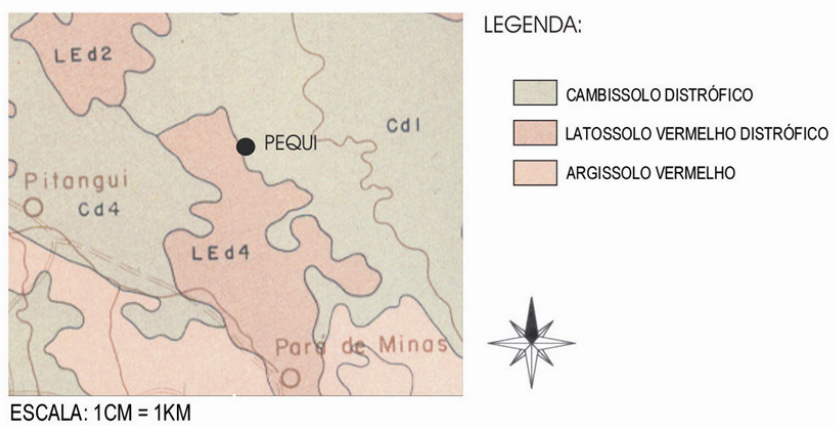 LEGENDA:
LEd2
CAMBISSOLO DISTRÓFICO
Cd1
LATOSSOLO VERMELHO DISTRÓFICO
PEQUI
ARGISSOLO VERMELHO
Pitangui
Cd4
LEd4
Pará de Minas
ESCALA: 1CM = 1KM